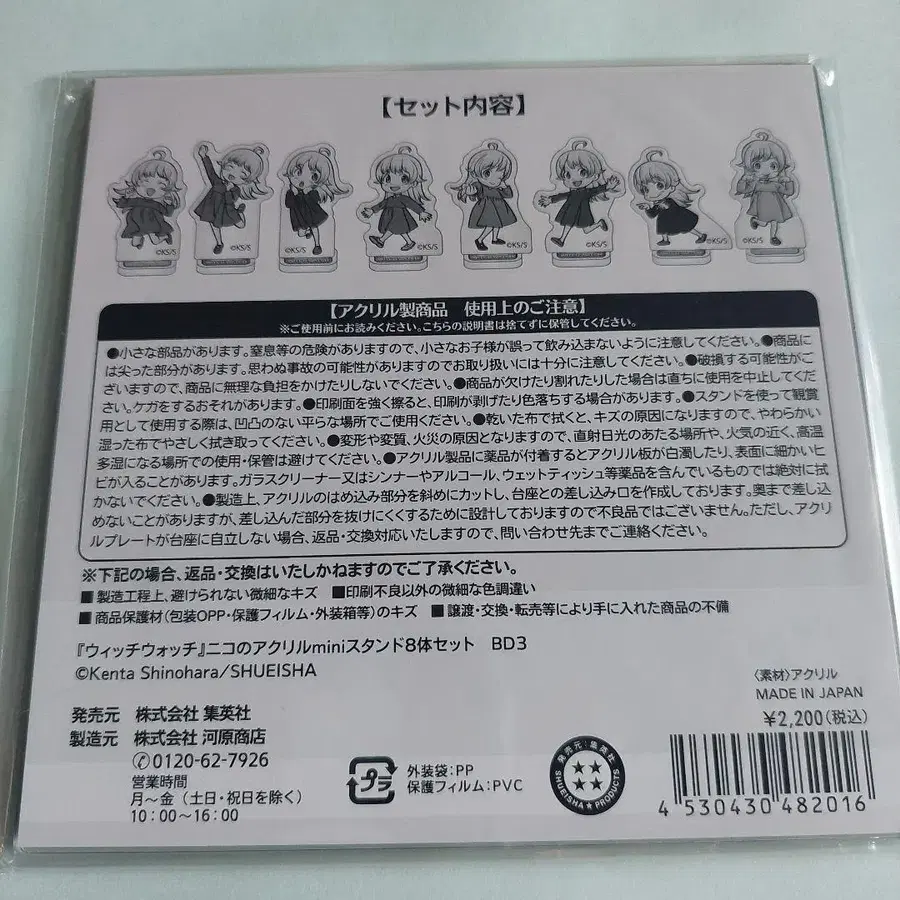 【セット内容】
©KS/S
©KS/S
©KS/S
©KS/S
©KS/S
©KS/S
©KS/S
【アクリル製商品　使用上のご注意】
※ご使用前にお読みください。こちらの説明書は捨てずに保管してください。
●小さな部品があります。窒息等の危険がありますので、小さなお子様が誤って飲み込まないように注意してください。●商品に
は尖った部分があります。思わぬ事故の可能性がありますのでお取り扱いには十分に注意してください。●破損する可能性がご
ざいますので、商品に無理な負担をかけたりしないでください。●商品が欠けたり割れたりした場合は直ちに使用を中止してくだ
さい。ケガをするおそれがあります。●印刷面を強く擦ると、印刷が剥げたり色落ちする場合があります。●スタンドを使って観賞
用として使用する際は、凹凸のない平らな場所でご使用ください。●乾いた布で拭くと、キズの原因になりますので、やわらかい
湿った布でやさしく拭き取ってください。●変形や変質、火災の原因となりますので、直射日光のあたる場所や、火気の近く、高温
多湿になる場所での使用・保管は避けてください。●アクリル製品に薬品が付着するとアクリル板が白濁したり、表面に細かいヒ
ビが入ることがあります。ガラスクリーナー又はシンナーやアルコール、ウェットティッシュ等薬品を含んでいるものでは絶対に拭
かないでください。●製造上、アクリルのはめ込み部分を斜めにカットし、台座との差し込み口を作成しております。奥まで差し込
めないことがありますが、差し込んだ部分を抜けにくくするために設計しておりますので不良品ではございません。ただし、アクリ
ルプレートが台座に自立しない場合、返品・交換対応いたしますので、問い合わせ先までご連絡ください。
※下記の場合、返品・交換はいたしかねますのでご了承ください。
■製造工程上、避けられない微細なキズ　■印刷不良以外の微細な色調違い
■商品保護材(包装OPP・保護フィルム・外装箱等)のキズ　■譲渡・交換・転売等により手に入れた商品の不備
『ウィッチウォッチ』ニコのアクリルminiスタンド8体セット　BD3
©Kenta Shinohara/SHUEISHA
〈素材〉アクリル
MADE IN JAPAN
¥2,200(税込)
発売元　株式会社 集英社
製造元　株式会社 河原商店
0120-62-7926
営業時間
月～金（土日・祝日を除く）
10：00～16：00
プラ
外装袋：PP
保護フィルム：PVC
発売元：集英社
SHUEISHA★PRODUCTS
4 530430 482016